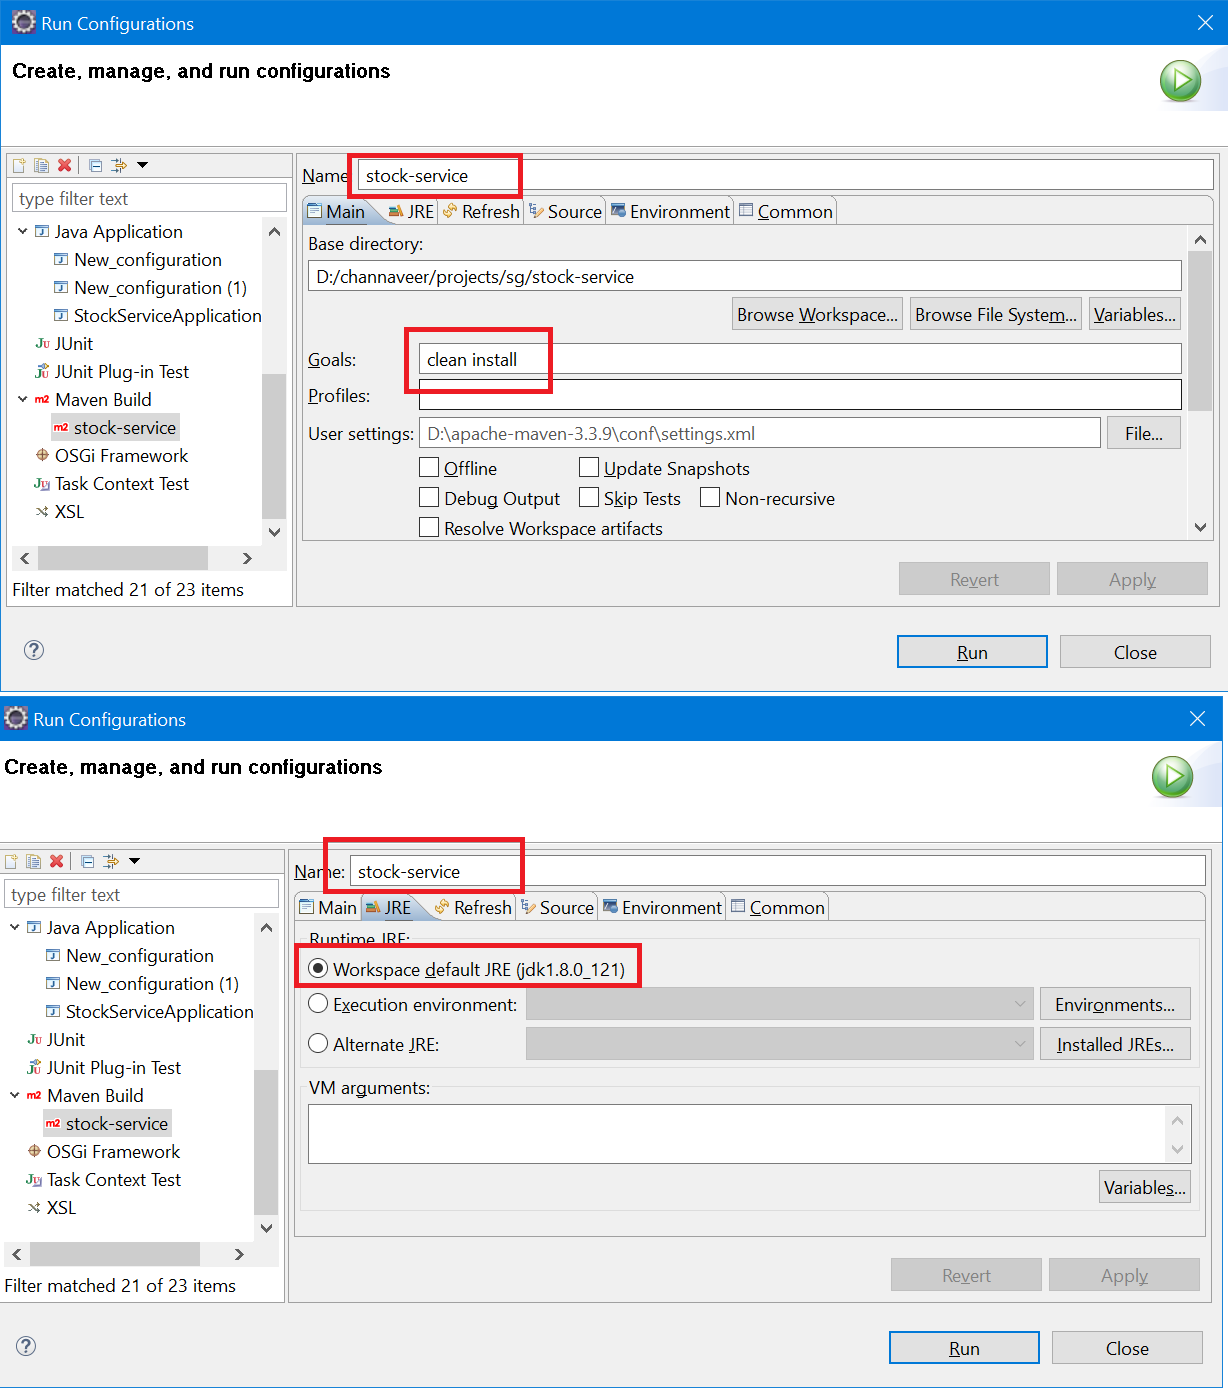 Run Configurations
Create, manage, and run configurations
type filter text
Java Application
New_configuration
New_configuration (1)
StockServiceApplication
JUnit
JUnit Plug-in Test
Maven Build
stock-service
OSGi Framework
Task Context Test
XSL
Filter matched 21 of 23 items
Name stock-service
Main JRE Refresh Source Environment Common
Base directory:
D:/channaveer/projects/sg/stock-service
Browse Workspace... Browse File System... Variables...
Goals: clean install
Profiles:
User settings: D:\apache-maven-3.3.9\conf\settings.xml File...
Offline Update Snapshots
Debug Output Skip Tests Non-recursive
Resolve Workspace artifacts
Revert Apply
Run Close
Run Configurations
Create, manage, and run configurations
type filter text
Java Application
New_configuration
New_configuration (1)
StockServiceApplication
JUnit
JUnit Plug-in Test
Maven Build
stock-service
OSGi Framework
Task Context Test
XSL
Filter matched 21 of 23 items
Name: stock-service
Main JRE Refresh Source Environment Common
Runtime JRE:
Workspace default JRE (jdk1.8.0_121)
Execution environment: Environments...
Alternate JRE: Installed JREs...
VM arguments:
Variables...
Revert Apply
Run Close